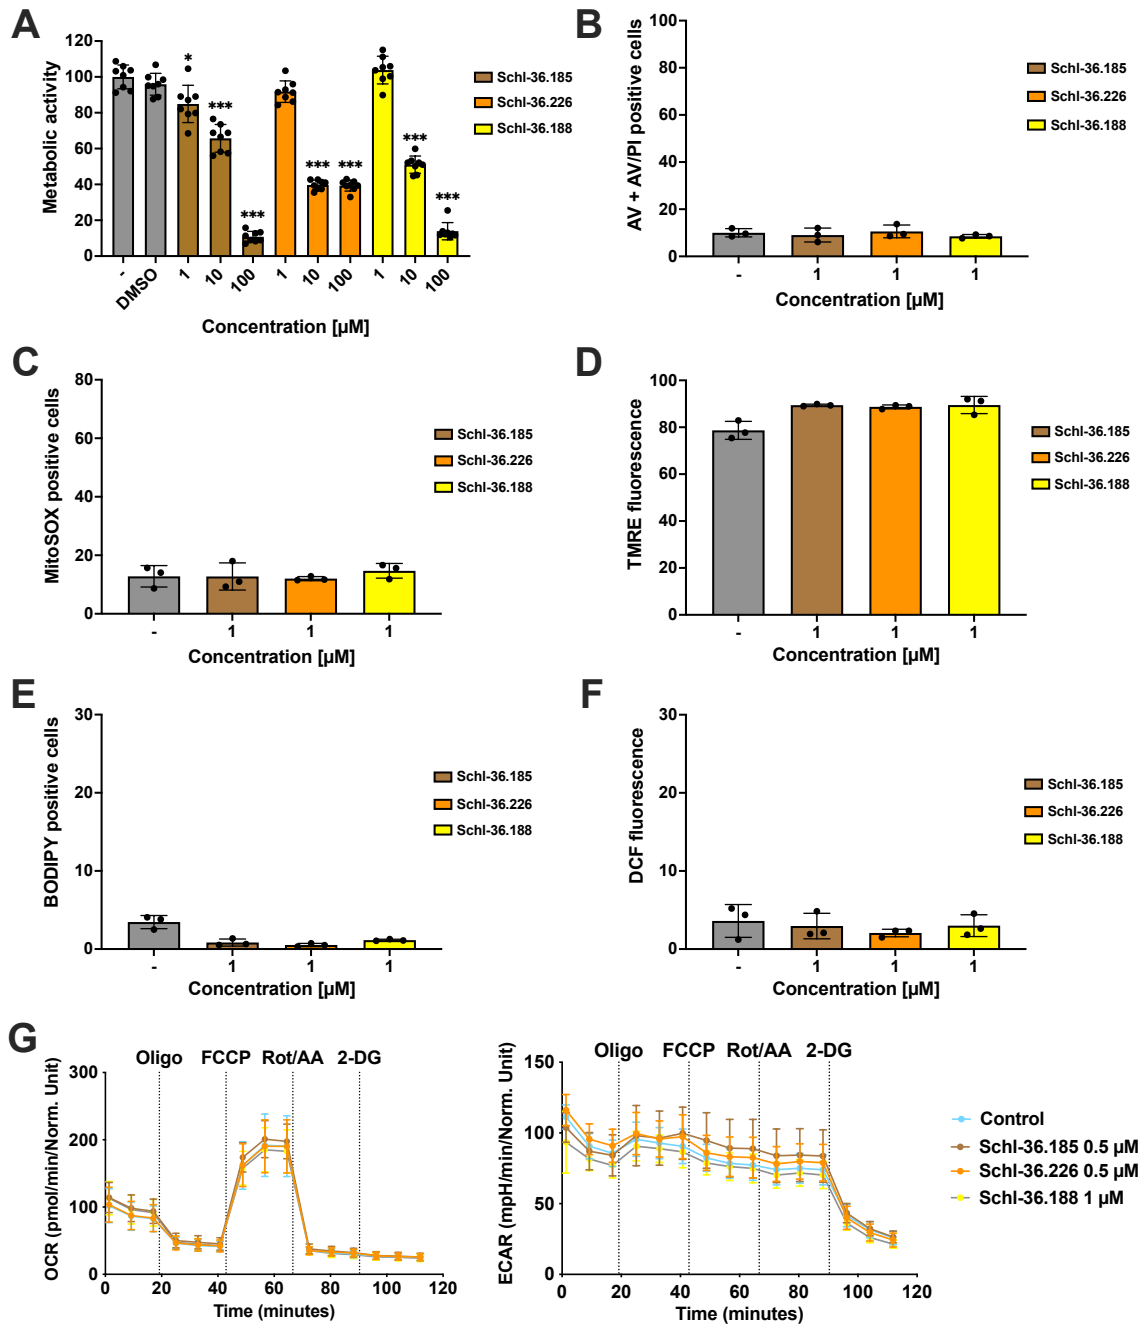 A
Metabolic activity
120
100
80
60
40
20
0
*
***
***
***
***
***
***
-
DMSO
1
10
100
1
10
100
1
10
100
Concentration [µM]
Schl-36.185
Schl-36.226
Schl-36.188
B
AV + AV/PI positive cells
100
80
60
40
20
0
-
1
1
1
Concentration [µM]
Schl-36.185
Schl-36.226
Schl-36.188
C
MitoSOX positive cells
80
60
40
20
0
-
1
1
1
Concentration [µM]
Schl-36.185
Schl-36.226
Schl-36.188
D
TMRE fluorescence
100
80
60
40
20
0
-
1
1
1
Concentration [µM]
Schl-36.185
Schl-36.226
Schl-36.188
E
BODIPY positive cells
30
20
10
0
-
1
1
1
Concentration [µM]
Schl-36.185
Schl-36.226
Schl-36.188
F
DCF fluorescence
30
20
10
0
-
1
1
1
Concentration [µM]
Schl-36.185
Schl-36.226
Schl-36.188
G
Oligo FCCP Rot/AA 2-DG
OCR (pmol/min/Norm. Unit)
300
200
100
0
0 20 40 60 80 100 120
Time (minutes)
Oligo FCCP Rot/AA 2-DG
ECAR (mpH/min/Norm. Unit)
150
100
50
0
0 20 40 60 80 100 120
Time (minutes)
Control
Schl-36.185 0.5 µM
Schl-36.226 0.5 µM
Schl-36.188 1 µM